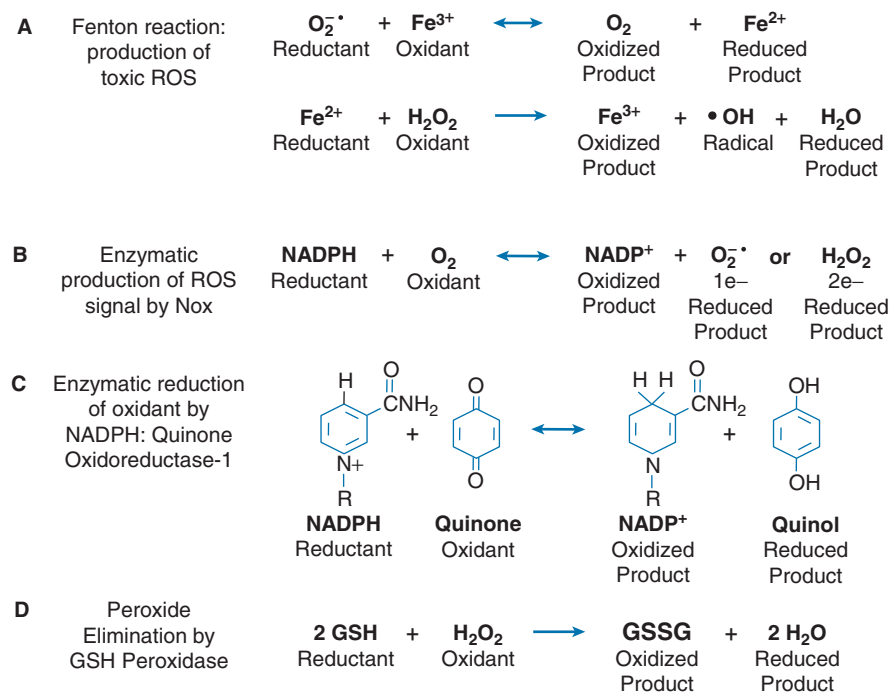 A Fenton reaction: production of toxic ROS
O₂⁻• + Fe³⁺ ↔ O₂ + Fe²⁺
Reductant Oxidant Oxidized Product Reduced Product
Fe²⁺ + H₂O₂ → Fe³⁺ + •OH + H₂O
Reductant Oxidant Oxidized Product Radical Reduced Product
B Enzymatic production of ROS signal by Nox
NADPH + O₂ ↔ NADP⁺ + O₂⁻• or H₂O₂
Reductant Oxidant Oxidized Product 1e– Reduced Product 2e– Reduced Product
C Enzymatic reduction of oxidant by NADPH: Quinone Oxidoreductase-1
H O CNH₂ N+ R + O O ↔ H H O CNH₂ N R + OH OH
NADPH Quinone NADP⁺ Quinol
Reductant Oxidant Oxidized Product Reduced Product
D Peroxide Elimination by GSH Peroxidase
2 GSH + H₂O₂ → GSSG + 2 H₂O
Reductant Oxidant Oxidized Product Reduced Product